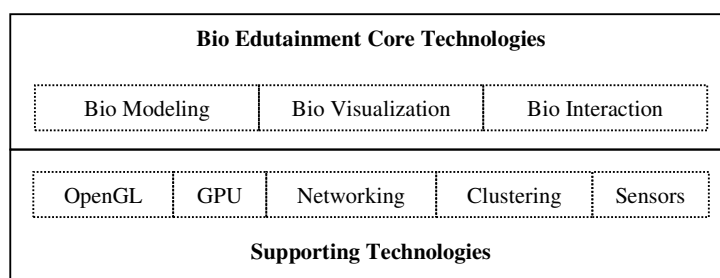 Bio Edutainment Core Technologies
Bio Modeling Bio Visualization Bio Interaction
OpenGL GPU Networking Clustering Sensors
Supporting Technologies